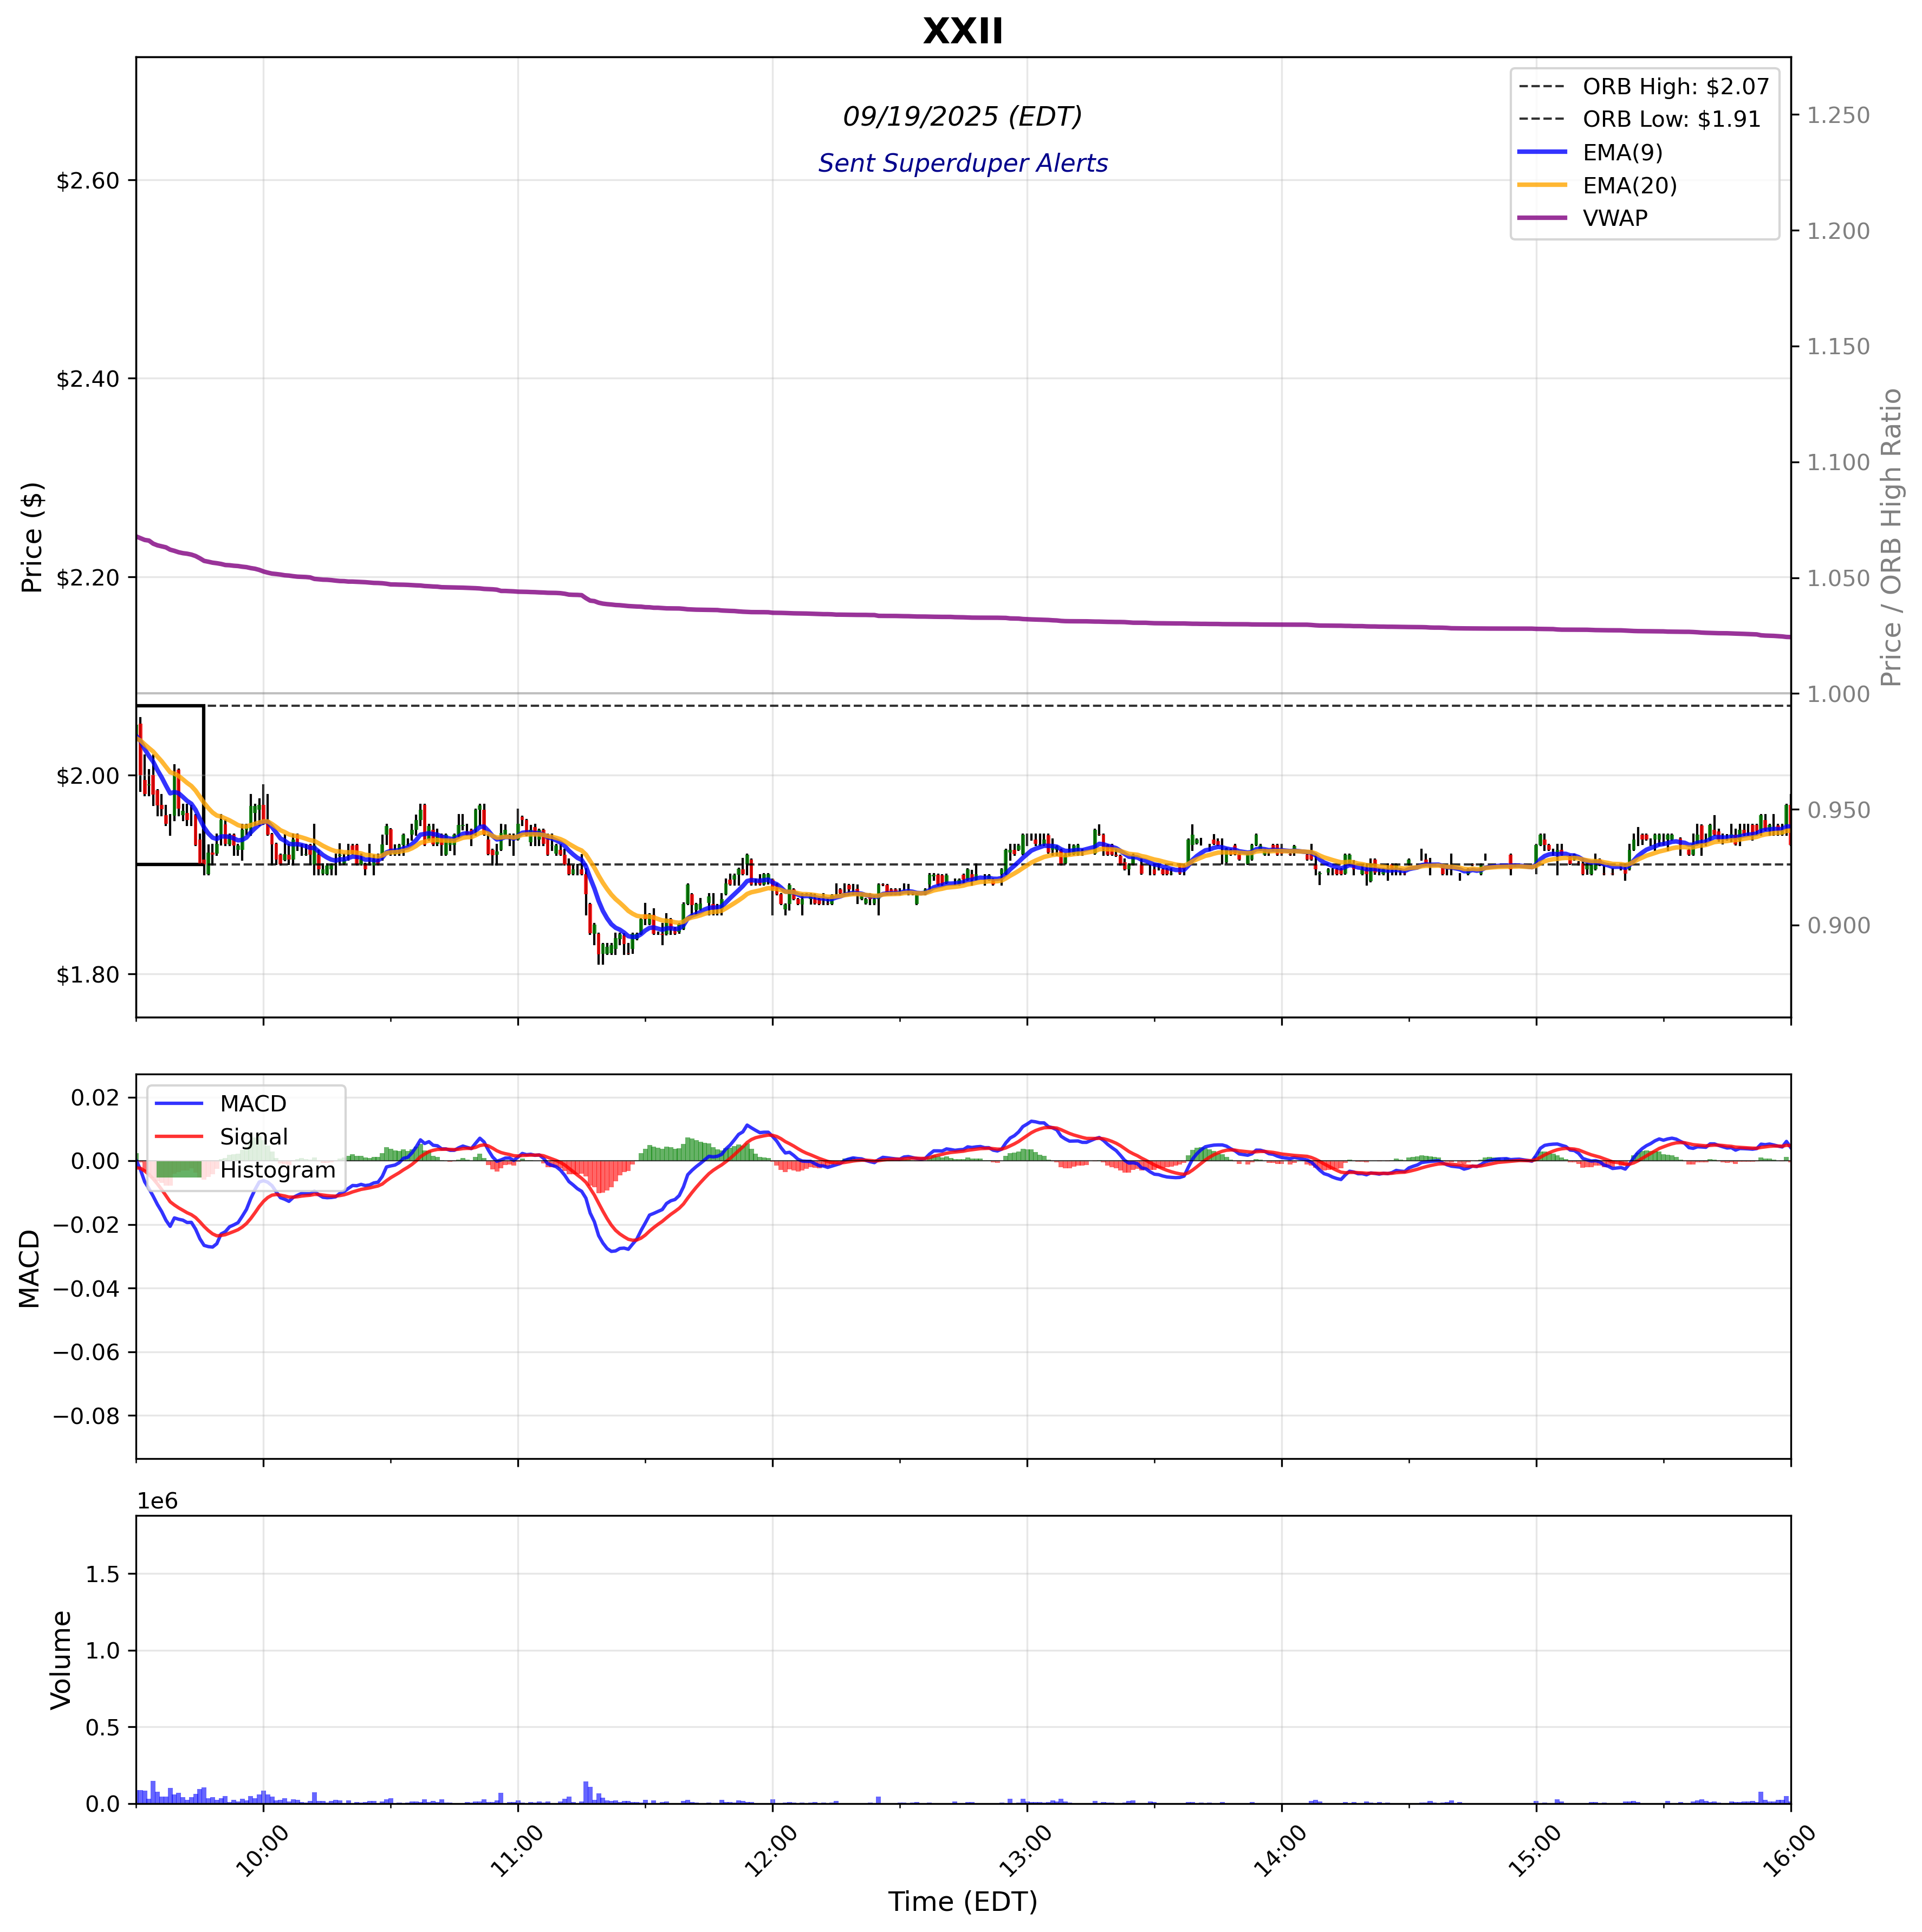 XXII
09/19/2025 (EDT)
Sent Superduper Alerts
ORB High: $2.07
ORB Low: $1.91
EMA(9)
EMA(20)
VWAP
Price ($)
$2.60
$2.40
$2.20
$2.00
$1.80
1.250
1.200
1.150
1.100
1.050
1.000
0.950
0.900
Price / ORB High Ratio
MACD
Signal
Histogram
MACD
0.02
0.00
−0.02
−0.04
−0.06
−0.08
1e6
Volume
1.5
1.0
0.5
0.0
10:00
11:00
12:00
13:00
14:00
15:00
16:00
Time (EDT)